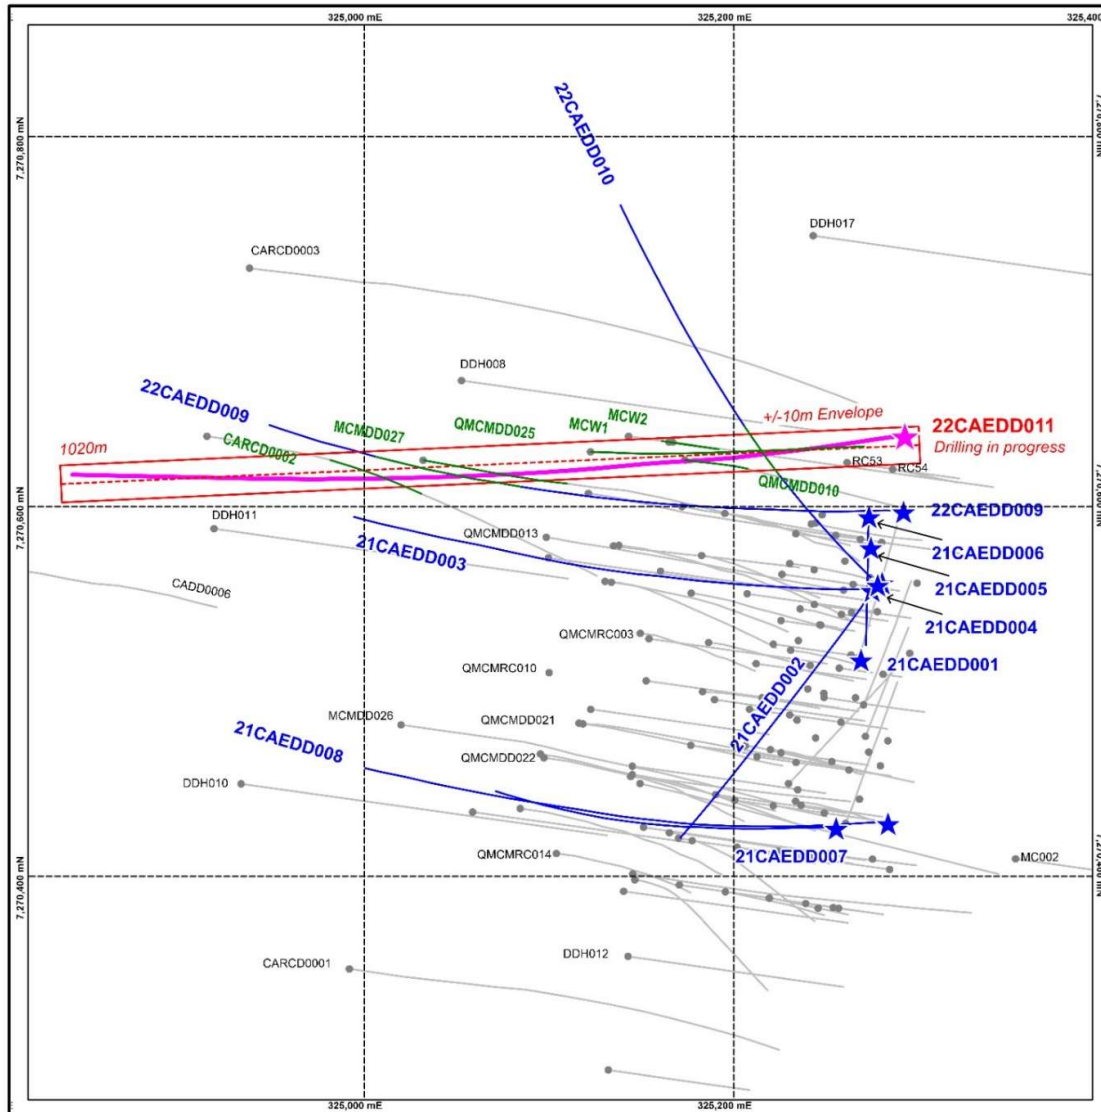 325,000 mE
325,200 mE
325,400
7,270,800 mN
22CAEDD010
DDH017
CARCD0003
DDH008
22CAEDD009
MCMDD027
QMCMDD025
MCW1
MCW2
+/-10m Envelope
22CAEDD011
Drilling in progress
1020m
CARCD0002
RC53
RC54
QMCMDD010
7,270,600 mN
22CAEDD009
DDH011
21CAEDD003
QMCMDD013
21CAEDD006
CADD0006
21CAEDD005
21CAEDD004
QMCMRC003
21CAEDD001
QMCMRC010
21CAEDD002
MCMDD026
QMCMDD021
21CAEDD008
QMCMDD022
DDH010
21CAEDD007
QMCMRC014
MC002
7,270,400 mN
CARCD0001
DDH012
325,000 mE
325,200 mE